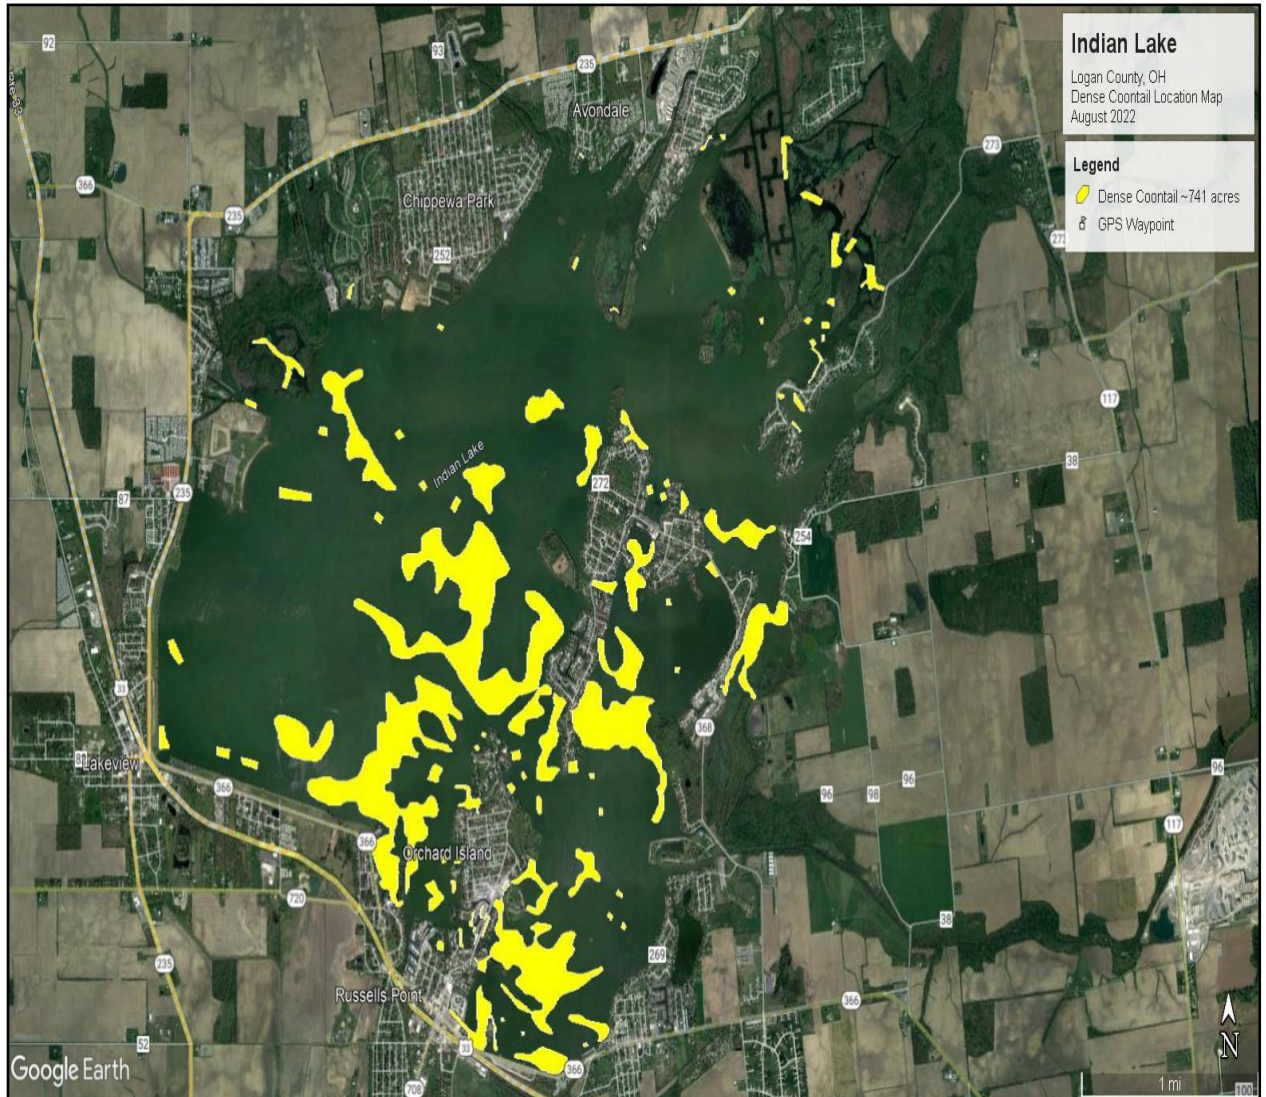 Indian Lake
Logan County, OH
Dense Coontail Location Map
August 2022
Legend
Dense Coontail ~741 acres
GPS Waypoint
92
93
235
Avondale
273
366
235
Chippewa Park
252
273
117
Indian Lake
38
87
235
272
254
33
368
Lakeview
366
96
96
98
96
366
117
Orchard Island
720
38
235
269
Russells Point
366
52
33
366
Google Earth
708
N
1 mi
100